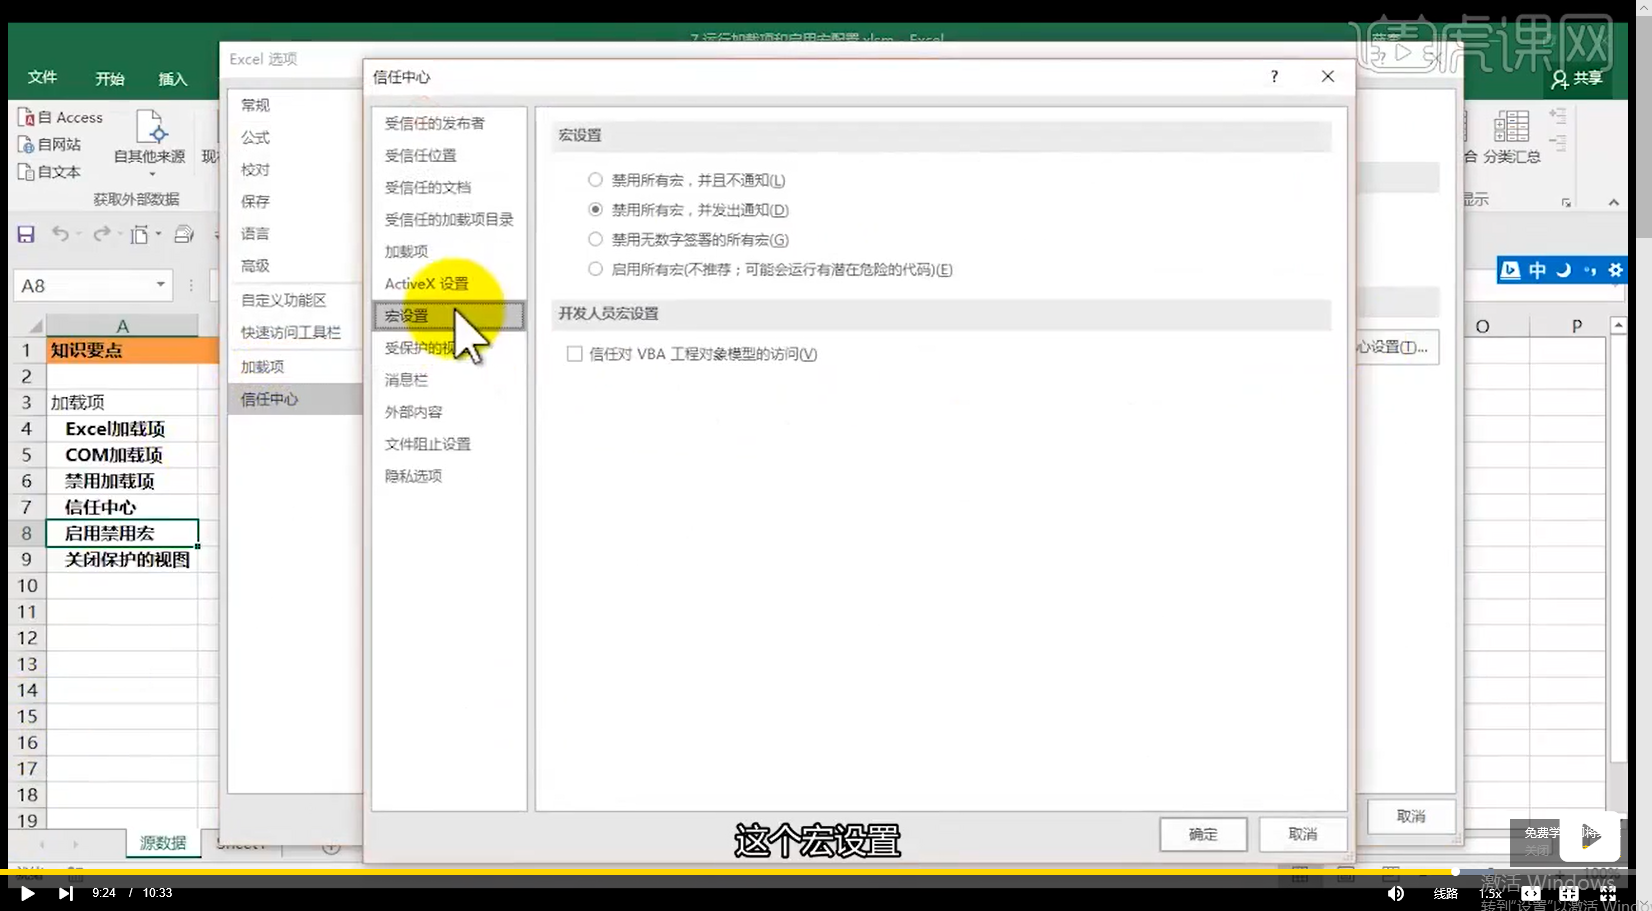 7.运行加载项和启用宏配置.xlsm - Excel
虎课网
文件
开始
插入
共享
自 Access
自网站
自文本
自其他来源
获取外部数据
分类汇总
A8
中
A
O
P
1
知识要点
2
3
加载项
4
Excel加载项
5
COM加载项
6
禁用加载项
7
信任中心
8
启用禁用宏
9
关闭保护的视图
10
11
12
13
14
15
16
17
18
19
源数据
Excel 选项
常规
公式
校对
保存
语言
高级
自定义功能区
快速访问工具栏
加载项
信任中心
心设置(T)...
取消
信任中心
?
受信任的发布者
受信任位置
受信任的文档
受信任的加载项目录
加载项
ActiveX 设置
宏设置
受保护的视
消息栏
外部内容
文件阻止设置
隐私选项
宏设置
禁用所有宏，并且不通知(L)
禁用所有宏，并发出通知(D)
禁用无数字签署的所有宏(G)
启用所有宏(不推荐；可能会运行有潜在危险的代码)(E)
开发人员宏设置
信任对 VBA 工程对象模型的访问(V)
确定
取消
这个宏设置
免费学
关闭
100%
9:24 / 10:33
线路
1.5x
激活 Windows
转到"设置"以激活 Windo